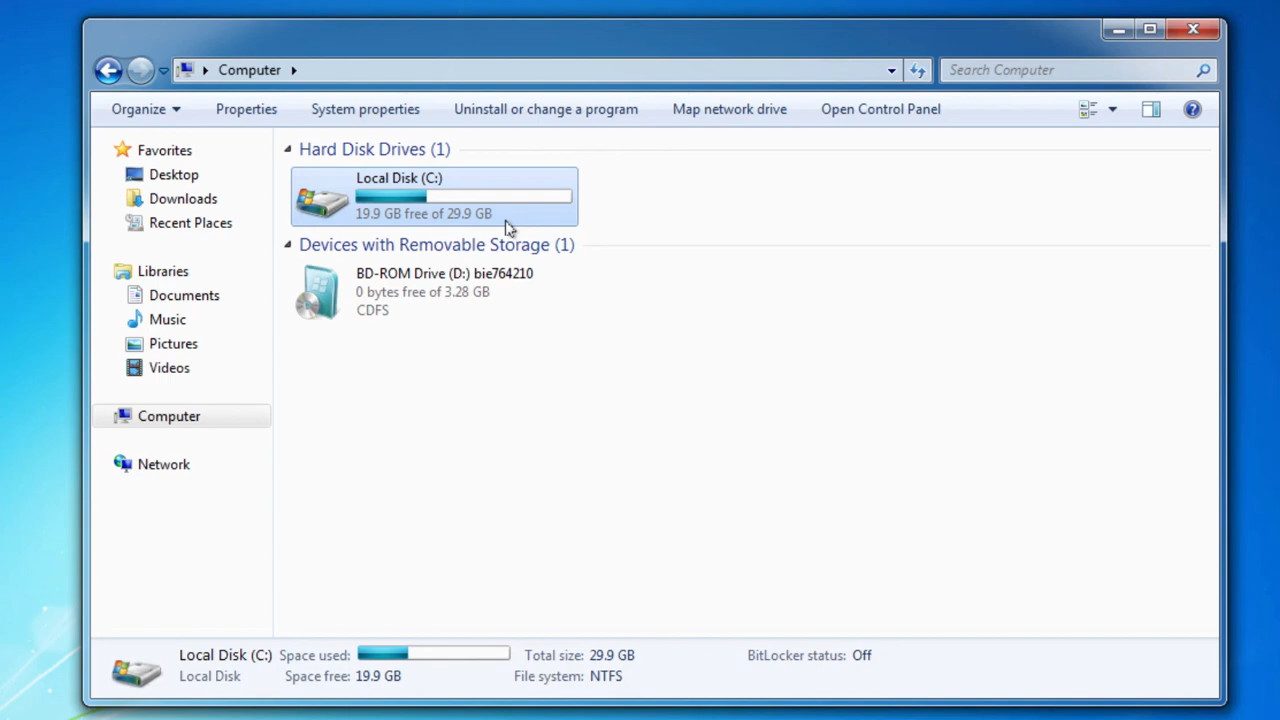 Computer
Search Computer
Organize
Properties
System properties
Uninstall or change a program
Map network drive
Open Control Panel
Favorites
Desktop
Downloads
Recent Places
Libraries
Documents
Music
Pictures
Videos
Computer
Network
Hard Disk Drives (1)
Local Disk (C:)
19.9 GB free of 29.9 GB
Devices with Removable Storage (1)
BD-ROM Drive (D:) bie764210
0 bytes free of 3.28 GB
CDFS
Local Disk (C:) Space used: Total size: 29.9 GB BitLocker status: Off
Local Disk Space free: 19.9 GB File system: NTFS